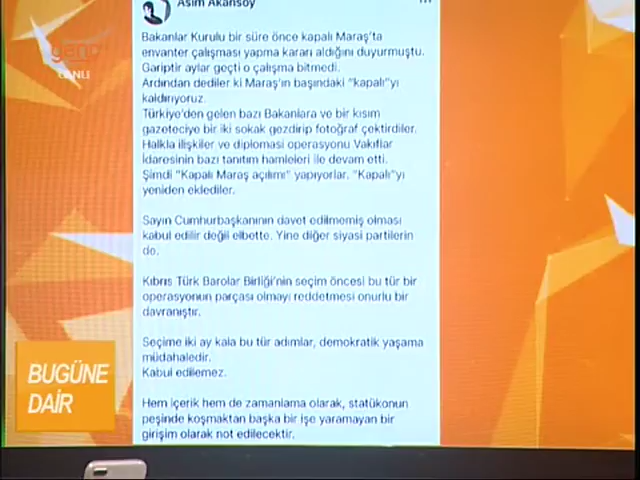 Asım Akansoy
Bakanlar Kurulu bir süre önce kapalı Maraş'ta
envanter çalışması yapma kararı aldığını duyurmuştu.
Gariptir aylar geçti o çalışma bitmedi.
Ardından dediler ki Maraş'ın başındaki "kapalı"yı
kaldırıyoruz.
Türkiye'den gelen bazı Bakanlara ve bir kısım
gazeteciye bir iki sokak gezdirip fotoğraf çektirdiler.
Halkla ilişkiler ve diplomasi operasyonu Vakıflar
İdaresinin bazı tanıtım hamleleri ile devam etti.
Şimdi "Kapalı Maraş açılımı" yapıyorlar. "Kapalı"yı
yeniden eklediler.
Sayın Cumhurbaşkanının davet edilmemiş olması
kabul edilir değil elbette. Yine diğer siyasi partilerin
de.
Kıbrıs Türk Barolar Birliği'nin seçim öncesi bu tür bir
operasyonun parçası olmayı reddetmesi onurlu bir
davranıştır.
Seçime iki ay kala bu tür adımlar, demokratik yaşama
müdahaledir.
Kabul edilemez.
Hem içerik hem de zamanlama olarak, statükonun
peşinde koşmaktan başka bir işe yaramayan bir
girişim olarak not edilecektir.
genç
CANLI
BUGÜNE
DAİR